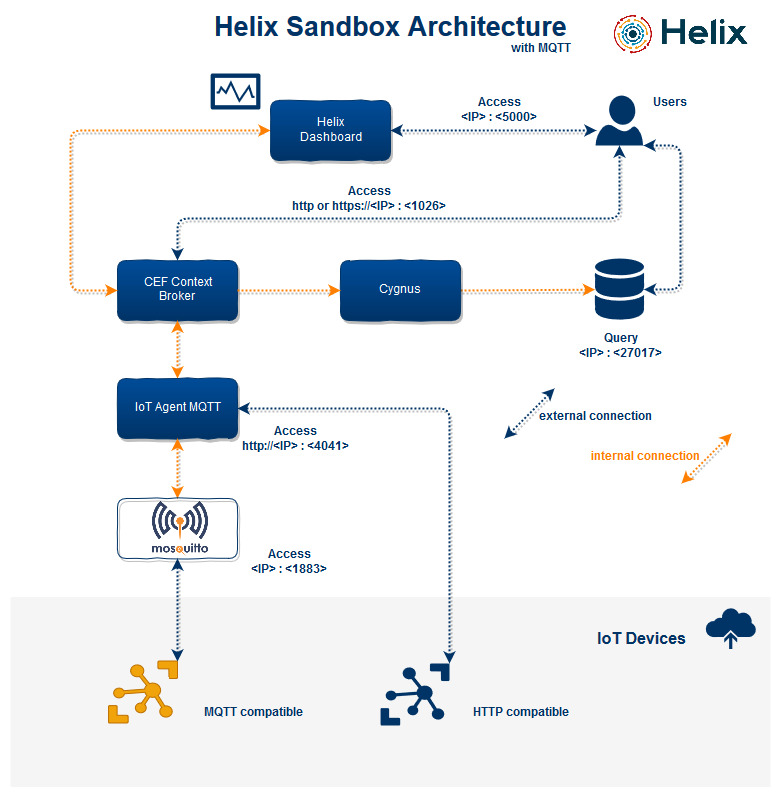 Helix Sandbox Architecture
with MQTT
Helix
Access
<IP> : <5000>
Users
Helix
Dashboard
Access
http or https://<IP> : <1026>
CEF Context
Broker
Cygnus
Query
<IP> : <27017>
IoT Agent MQTT
Access
http://<IP> : <4041>
external connection
internal connection
mosquitto
Access
<IP> : <1883>
IoT Devices
MQTT compatible
HTTP compatible